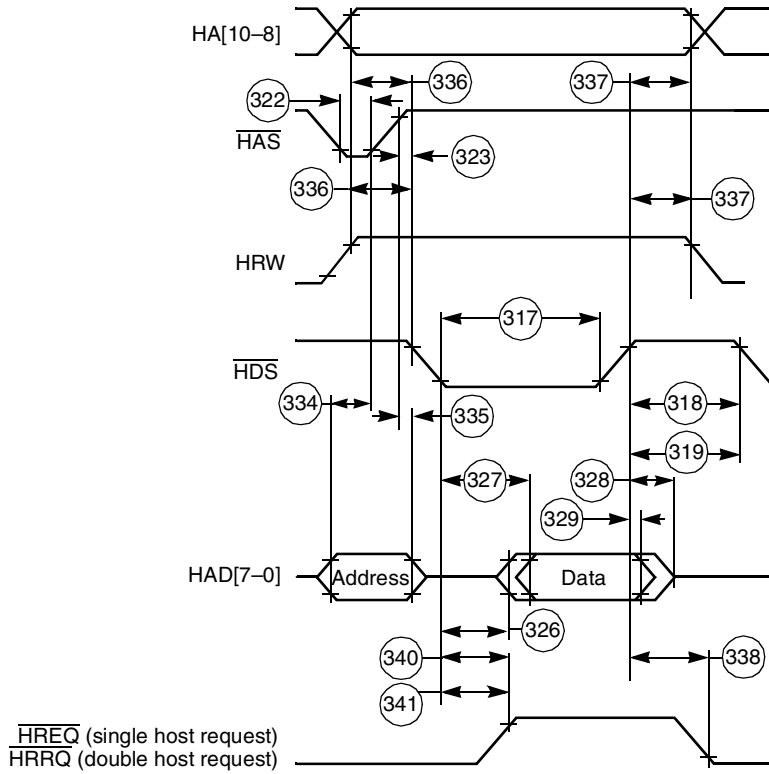 HA[10–8]
336
337
322
HAS
323
336
337
HRW
317
HDS
334
335
318
319
327
328
329
HAD[7–0]
Address
Data
326
340
338
341
HREQ (single host request)
HRRQ (double host request)